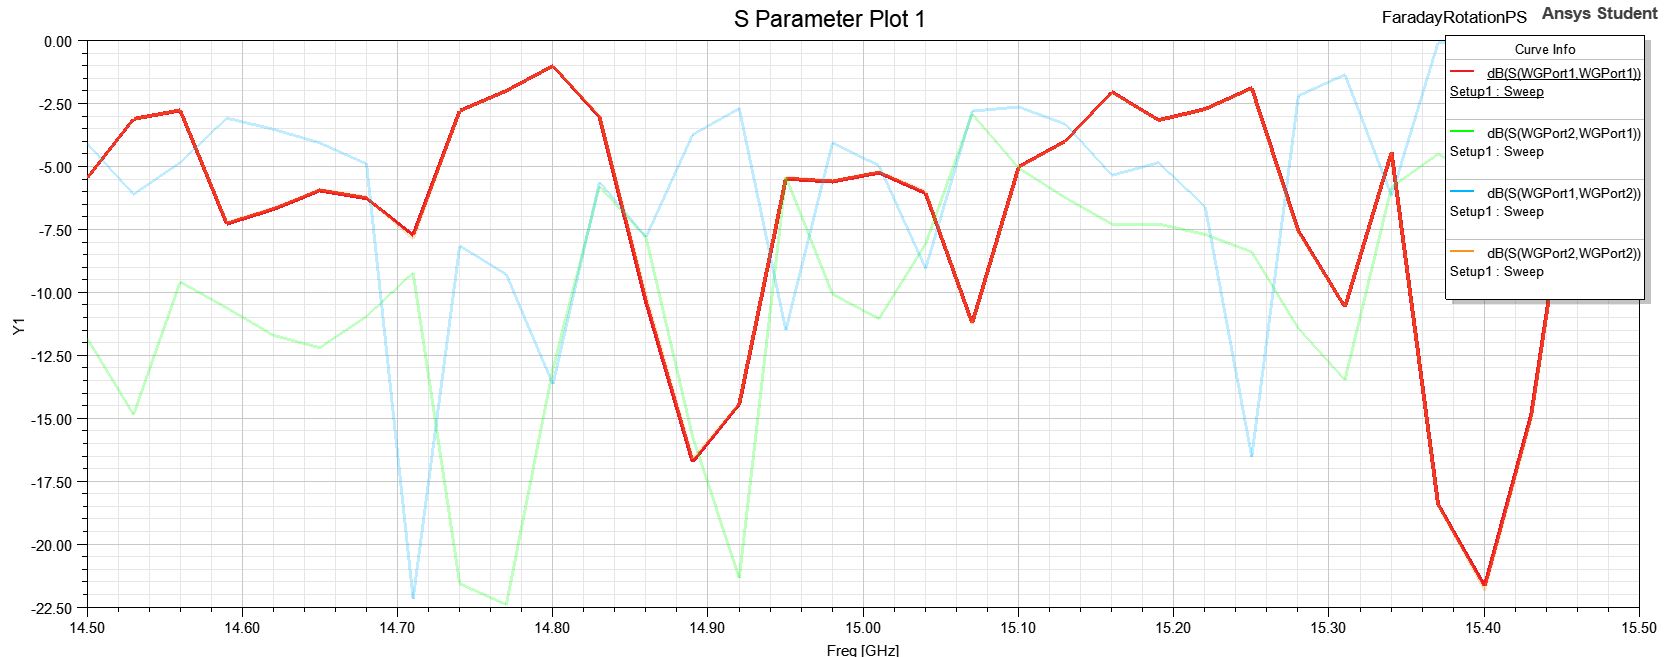 S Parameter Plot 1
FaradayRotationPS
Ansys Student
Curve Info
dB(S(WGPort1,WGPort1))
Setup1 : Sweep
dB(S(WGPort2,WGPort1))
Setup1 : Sweep
dB(S(WGPort1,WGPort2))
Setup1 : Sweep
dB(S(WGPort2,WGPort2))
Setup1 : Sweep
0.00
-2.50
-5.00
-7.50
-10.00
-12.50
-15.00
-17.50
-20.00
-22.50
Y1
14.50 14.60 14.70 14.80 14.90 15.00 15.10 15.20 15.30 15.40 15.50
Freq [GHz]